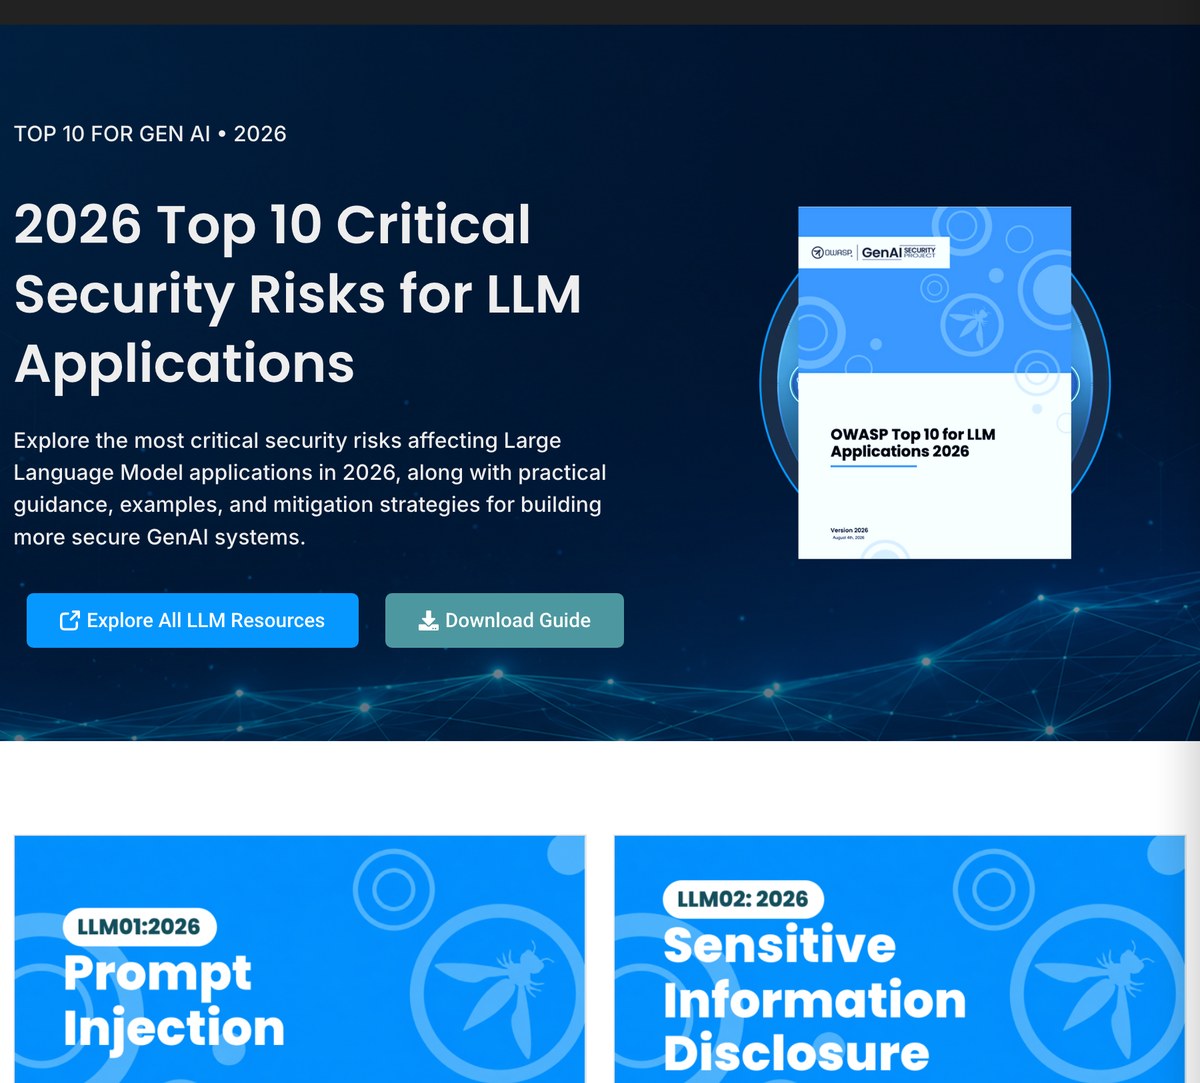 TOP 10 FOR GEN AI • 2026
2026 Top 10 Critical
Security Risks for LLM
Applications
Explore the most critical security risks affecting Large
Language Model applications in 2026, along with practical
guidance, examples, and mitigation strategies for building
more secure GenAI systems.
Explore All LLM Resources
Download Guide
OWASP GenAI SECURITY PROJECT
OWASP Top 10 for LLM
Applications 2026
Version 2026
August 4th, 2026
LLM01:2026
Prompt
Injection
LLM02: 2026
Sensitive
Information
Disclosure